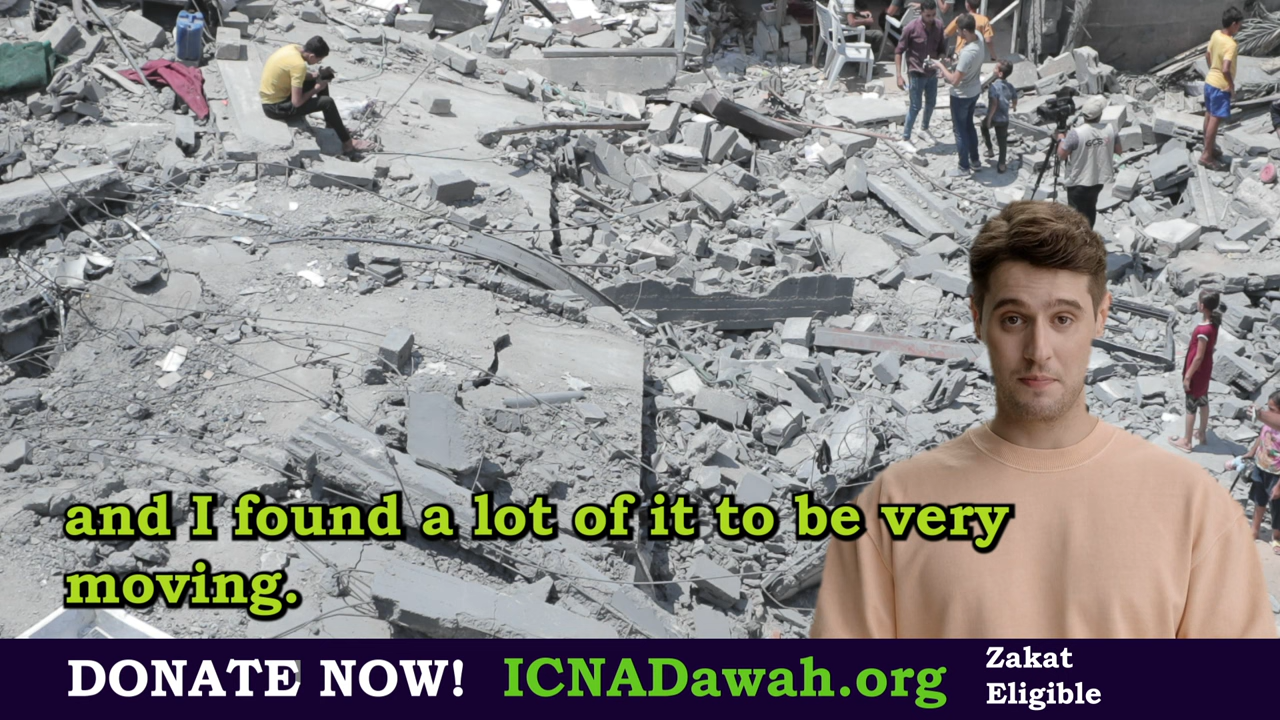 and I found a lot of it to be very
moving.
DONATE NOW! ICNADawah.org
Zakat
Eligible